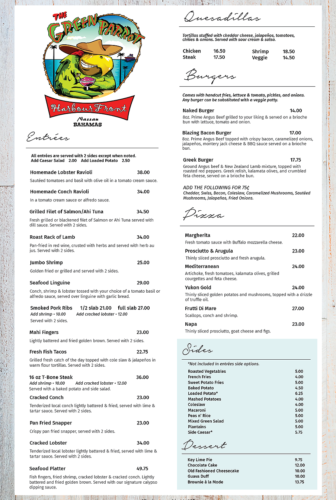 THE
GREEN PARROT
HarbourFront
Nassau
BAHAMAS
Entrées
All entrées are served with 2 sides except when noted.
Add Caesar Salad 3.00 Add Loaded Potato 3.50
Homemade Lobster Ravioli 38.00
Sautéed tomatoes and basil with olive oil in a tomato cream sauce.
Homemade Conch Ravioli 34.00
In a tomato cream sauce or alfredo sauce.
Grilled Filet of Salmon/Ahi Tuna 34.50
Fresh grilled or blackened filet of Salmon or Ahi Tuna served with
dill sauce. Served with 2 sides.
Roast Rack of Lamb 34.00
Pan-fried in red wine, crusted with herbs and served with herb au-
jus. Served with 2 sides.
Jumbo Shrimp 25.00
Golden fried or grilled and served with 2 sides.
Seafood Linguine 29.00
Conch, shrimp & lobster tossed with your choice of a tomato basil or
alfredo sauce, served over linguine with garlic bread.
Smoked Pork Ribs 1/2 slab 21.00 full slab 27.00
Add shrimp - 10.00 Add cracked lobster - 12.00
Served with 2 sides.
Mahi Fingers 23.00
Lightly battered and fried golden brown. Served with 2 sides.
Fresh Fish Tacos 22.75
Grilled fresh catch of the day topped with cole slaw & jalapeños in
warm flour tortillas. Served with 2 sides.
16 oz T-Bone Steak 36.00
Add shrimp - 10.00 Add cracked lobster - 12.00
Served with a baked potato and side salad.
Cracked Conch 23.00
Tenderized local conch lightly battered & fried, served with lime &
tartar sauce. Served with 2 sides.
Pan Fried Snapper 23.00
Crispy pan fried snapper, served with 2 sides.
Cracked Lobster 34.00
Tenderized local lobster lightly battered & fried, served with lime &
tartar sauce. Served with 2 sides.
Seafood Platter 49.75
Fish fingers, fried shrimp, cracked lobster & cracked conch. Lightly
battered and fried golden brown. Served with our signature calypso
dipping sauce.
Quesadillas
Tortillas stuffed with cheddar cheese, jalapeños, tomatoes,
chilies & onions. Served with sour cream & salsa.
Chicken 16.50 Shrimp 18.50
Steak 17.50 Veggie 14.50
Burgers
Comes with handcut fries, lettuce & tomato, pickles, and onions.
Any burger can be substituted with a veggie patty.
Naked Burger 14.00
8oz. Prime Angus Beef grilled to your liking & served on a brioche
bun with lettuce, tomato and onion
Blazing Bacon Burger 17.00
8oz. Prime Angus Beef topped with crispy bacon, caramelized onions,
jalapeños, monterey jack cheese & BBQ sauce served on a brioche
bun.
Greek Burger 17.75
Ground Angus beef & New Zealand Lamb mixture, topped with
roasted red peppers, Greek relish, kalamata olives, and crumbled
feta cheese, served on a brioche bun.
ADD THE FOLLOWING FOR 75¢
Cheddar, Swiss, Bacon, Coleslaw, Caramelized Mushrooms, Sautéed
Mushrooms, Jalapeños, Fried Onions.
Pizza
Margherita 22.00
Fresh tomato sauce with Buffalo mozzarella cheese.
Prosciutto & Arugula 23.00
Thinly sliced prosciutto and fresh arugula.
Mediterranean 24.00
Artichoke, fresh tomatoes, kalamata olives, grilled
courgettes and feta cheese.
Yukon Gold 24.00
Thinly sliced golden potatoes and mushrooms, topped with a drizzle
of truffle oil.
Frutti Di Mare 27.00
Scallops, conch and shrimp.
Napa 23.00
Thinly sliced prosciutto, goat cheese and figs.
Sides
*Not included in entrées side options.
Roasted Vegetables 5.00
French Fries 4.00
Sweet Potato Fries 5.00
Baked Potato 4.50
Loaded Potato* 6.25
Mashed Potatoes 4.00
Coleslaw 4.00
Macaroni 5.00
Peas n' Rice 5.00
Mixed Green Salad 5.00
Plantains 5.00
Side Caesar* 5.75
Dessert
Key Lime Pie 9.75
Chocolate Cake 12.00
Old Fashioned Cheesecake 10.00
Guava Duff 10.00
Brownie à la Mode 13.75